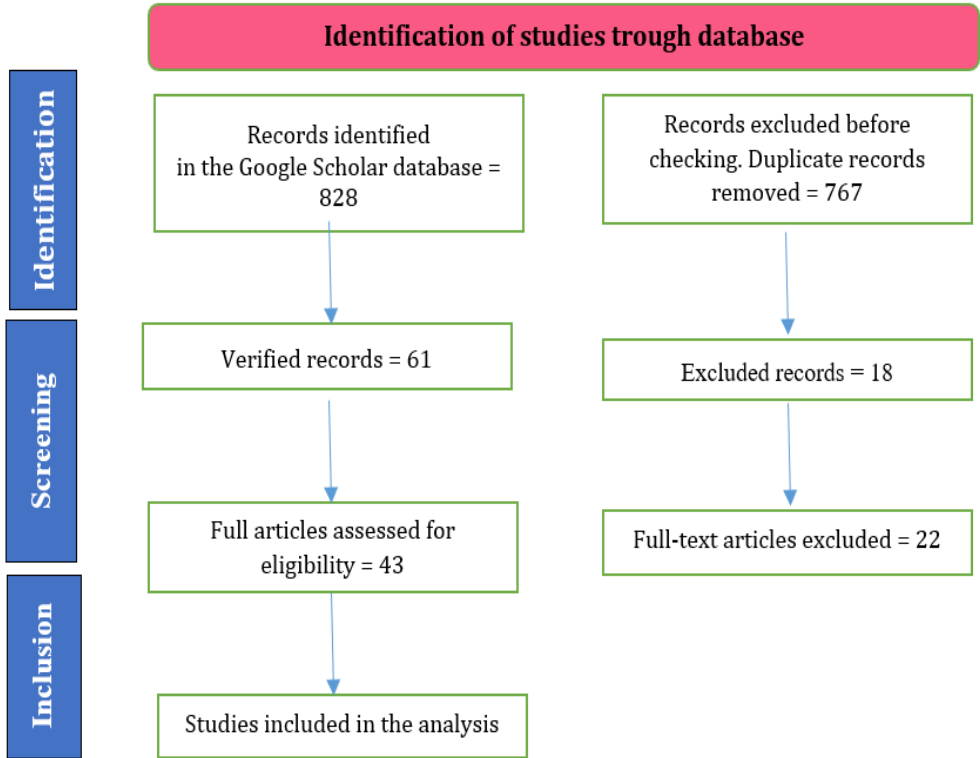 Identification of studies trough database
Identification
Records identified
in the Google Scholar database =
828
Records excluded before
checking. Duplicate records
removed = 767
Screening
Verified records = 61
Excluded records = 18
Full articles assessed for
eligibility = 43
Full-text articles excluded = 22
Inclusion
Studies included in the analysis